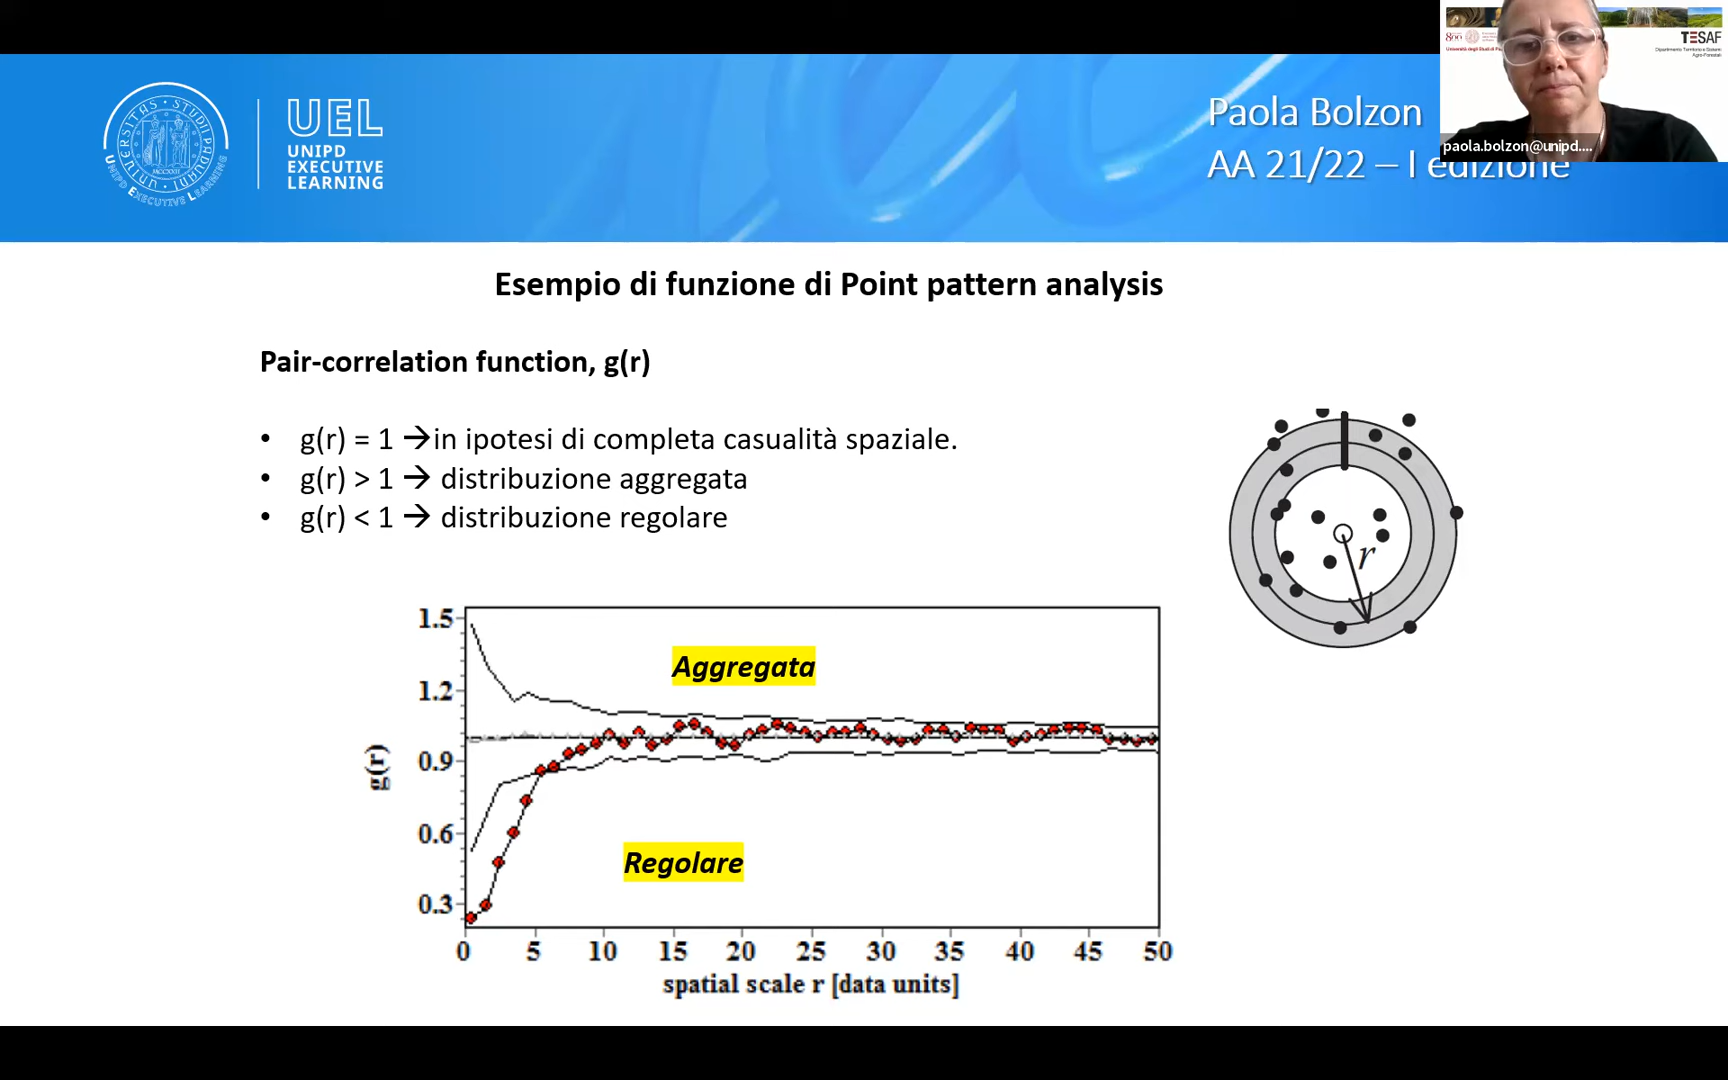 UEL
UNIPD
EXECUTIVE
LEARNING
Paola Bolzon
AA 21/22 – I edizione
TESAF
paola.bolzon@unipd....
Esempio di funzione di Point pattern analysis
Pair-correlation function, g(r)
• g(r) = 1 →in ipotesi di completa casualità spaziale.
• g(r) > 1 → distribuzione aggregata
• g(r) < 1 → distribuzione regolare
r
1.5
1.2
0.9
0.6
0.3
g(r)
Aggregata
Regolare
0 5 10 15 20 25 30 35 40 45 50
spatial scale r [data units]